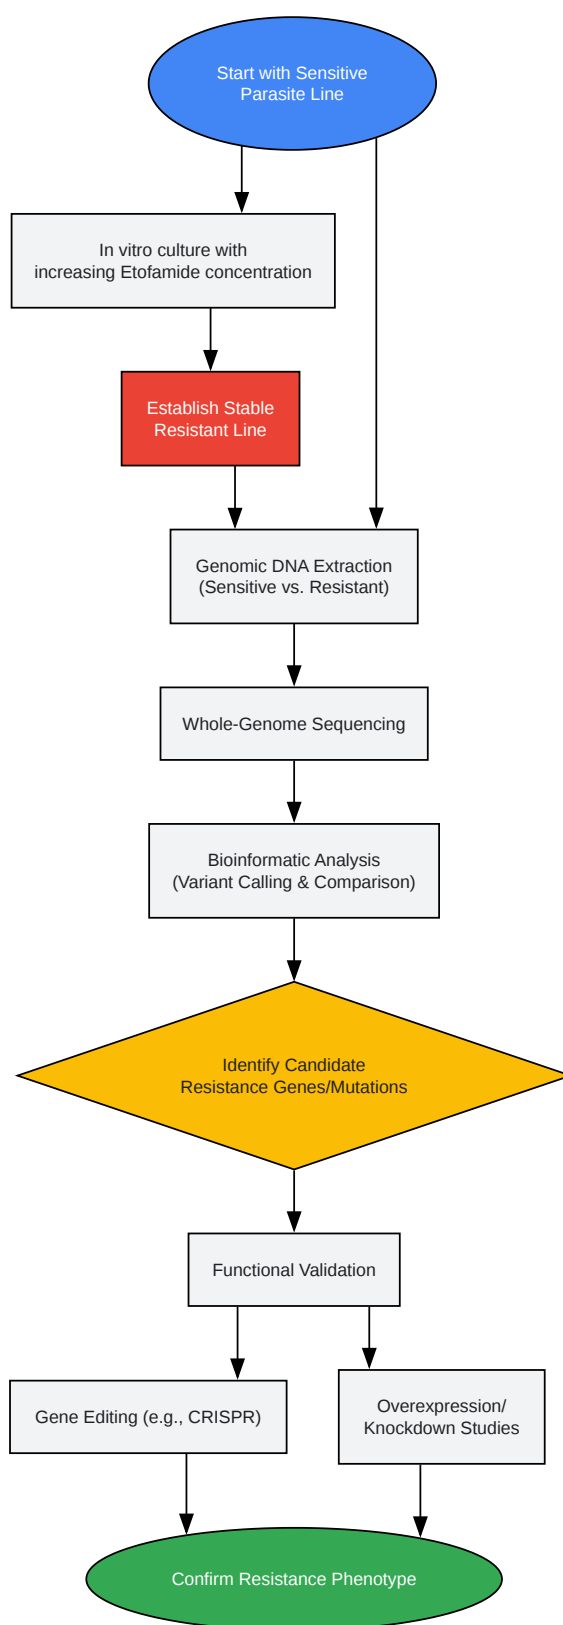 Start with Sensitive
Parasite Line
In vitro culture with
increasing Etofamide concentration
Establish Stable
Resistant Line
Genomic DNA Extraction
(Sensitive vs. Resistant)
Whole-Genome Sequencing
Bioinformatic Analysis
(Variant Calling & Comparison)
Identify Candidate
Resistance Genes/Mutations
Functional Validation
Gene Editing (e.g., CRISPR)
Overexpression/
Knockdown Studies
Confirm Resistance Phenotype